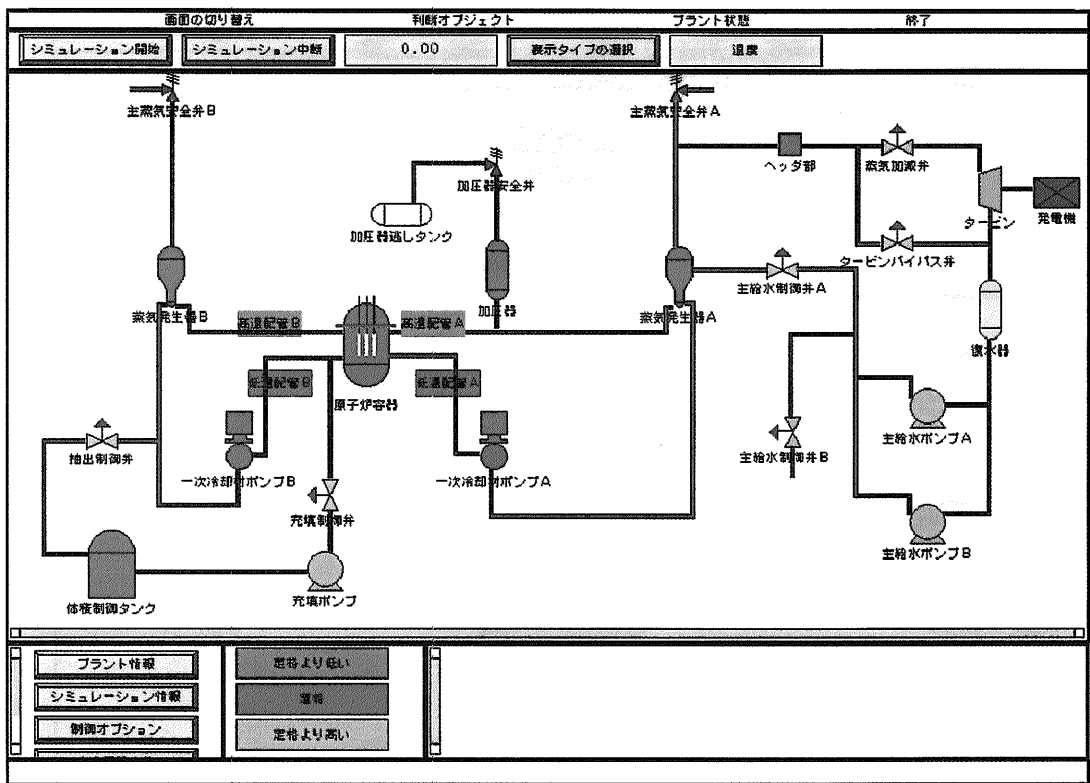 画面の切り替え 判断オブジェクト プラント状態 終了
シミュレーション開始 シミュレーション中断 0.00 表示タイプの選択 温度
主蒸気安全弁B 主蒸気安全弁A
ヘッダ部 蒸気加減弁
加圧器安全弁
加圧器逃しタンク タービン 発電機
タービンバイパス弁
主給水制御弁A
蒸気発生器B 加圧器 蒸気発生器A
高温配管B 高温配管A
復水器
低温配管B 低温配管A
原子炉容器
主給水ポンプA
抽出制御弁 主給水制御弁B
一次冷却材ポンプB 一次冷却材ポンプA
充填制御弁
主給水ポンプB
体積制御タンク 充填ポンプ
プラント情報 定格より低い
シミュレーション情報 定格
制御オプション 定格より高い